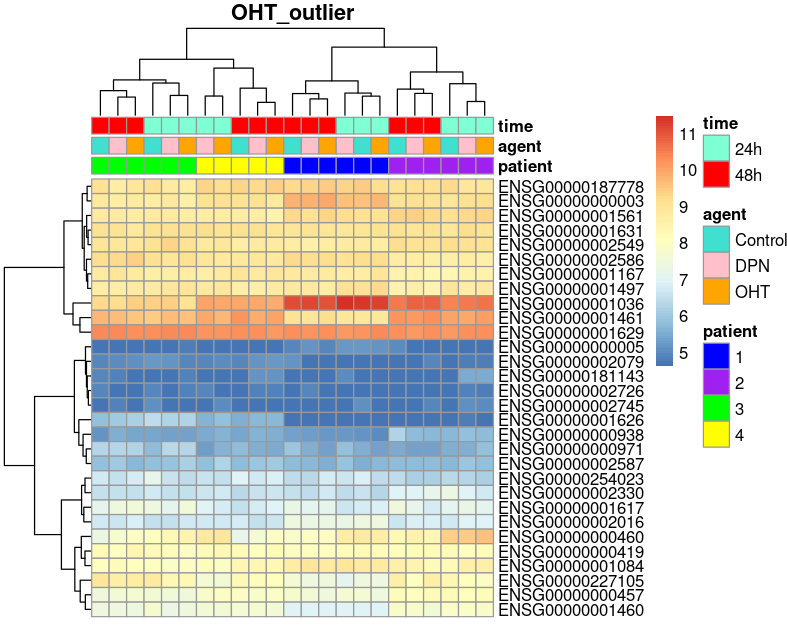 OHT_outlier
time
agent
patient
ENSG00000187778
ENSG00000000003
ENSG00000001561
ENSG00000001631
ENSG00000002549
ENSG00000002586
ENSG00000001167
ENSG00000001497
ENSG00000001036
ENSG00000001461
ENSG00000001629
ENSG00000000005
ENSG00000002079
ENSG00000181143
ENSG00000002726
ENSG00000002745
ENSG00000001626
ENSG00000000938
ENSG00000000971
ENSG00000002587
ENSG00000254023
ENSG00000002330
ENSG00000001617
ENSG00000002016
ENSG00000000460
ENSG00000000419
ENSG00000001084
ENSG00000227105
ENSG00000000457
ENSG00000001460
11
10
9
8
7
6
5
time
24h
48h
agent
Control
DPN
OHT
patient
1
2
3
4